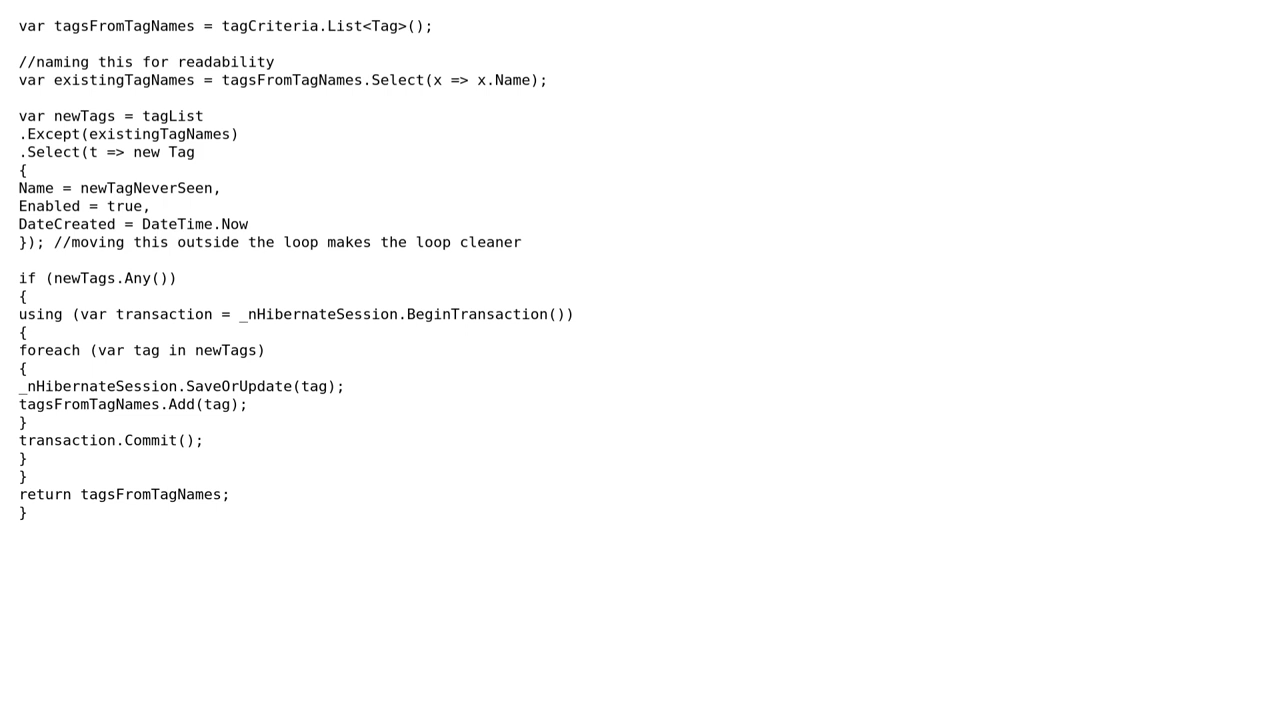 var tagsFromTagNames = tagCriteria.List<Tag>();
//naming this for readability
var existingTagNames = tagsFromTagNames.Select(x => x.Name);
var newTags = tagList
.Except(existingTagNames)
.Select(t => new Tag
{
Name = newTagNeverSeen,
Enabled = true,
DateCreated = DateTime.Now
}); //moving this outside the loop makes the loop cleaner
if (newTags.Any())
{
using (var transaction = _nHibernateSession.BeginTransaction())
{
foreach (var tag in newTags)
{
_nHibernateSession.SaveOrUpdate(tag);
tagsFromTagNames.Add(tag);
}
transaction.Commit();
}
}
return tagsFromTagNames;
}